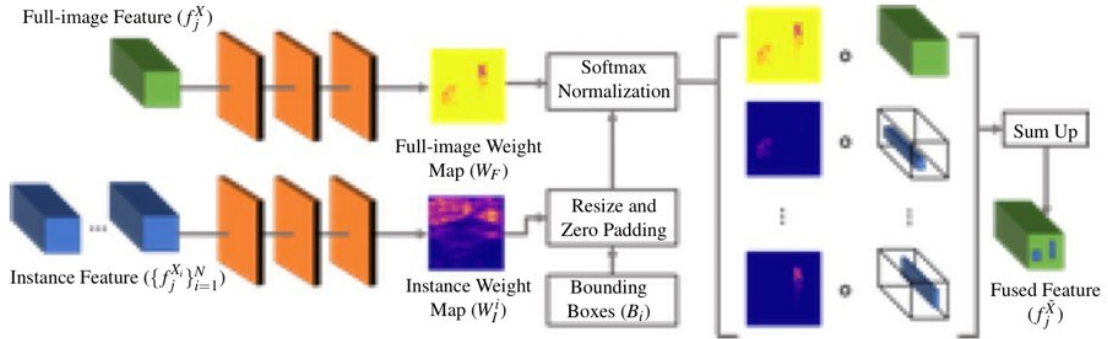 Full-image Feature (f_j^X)
Softmax
Normalization
Full-image Weight
Map (W_F)
Sum Up
Resize and
Zero Padding
...
Instance Feature ({f_j^{X_i}}_{i=1}^N)
Instance Weight
Map (W_I^i)
Bounding
Boxes (B_i)
Fused Feature
(f_j^{X̃})